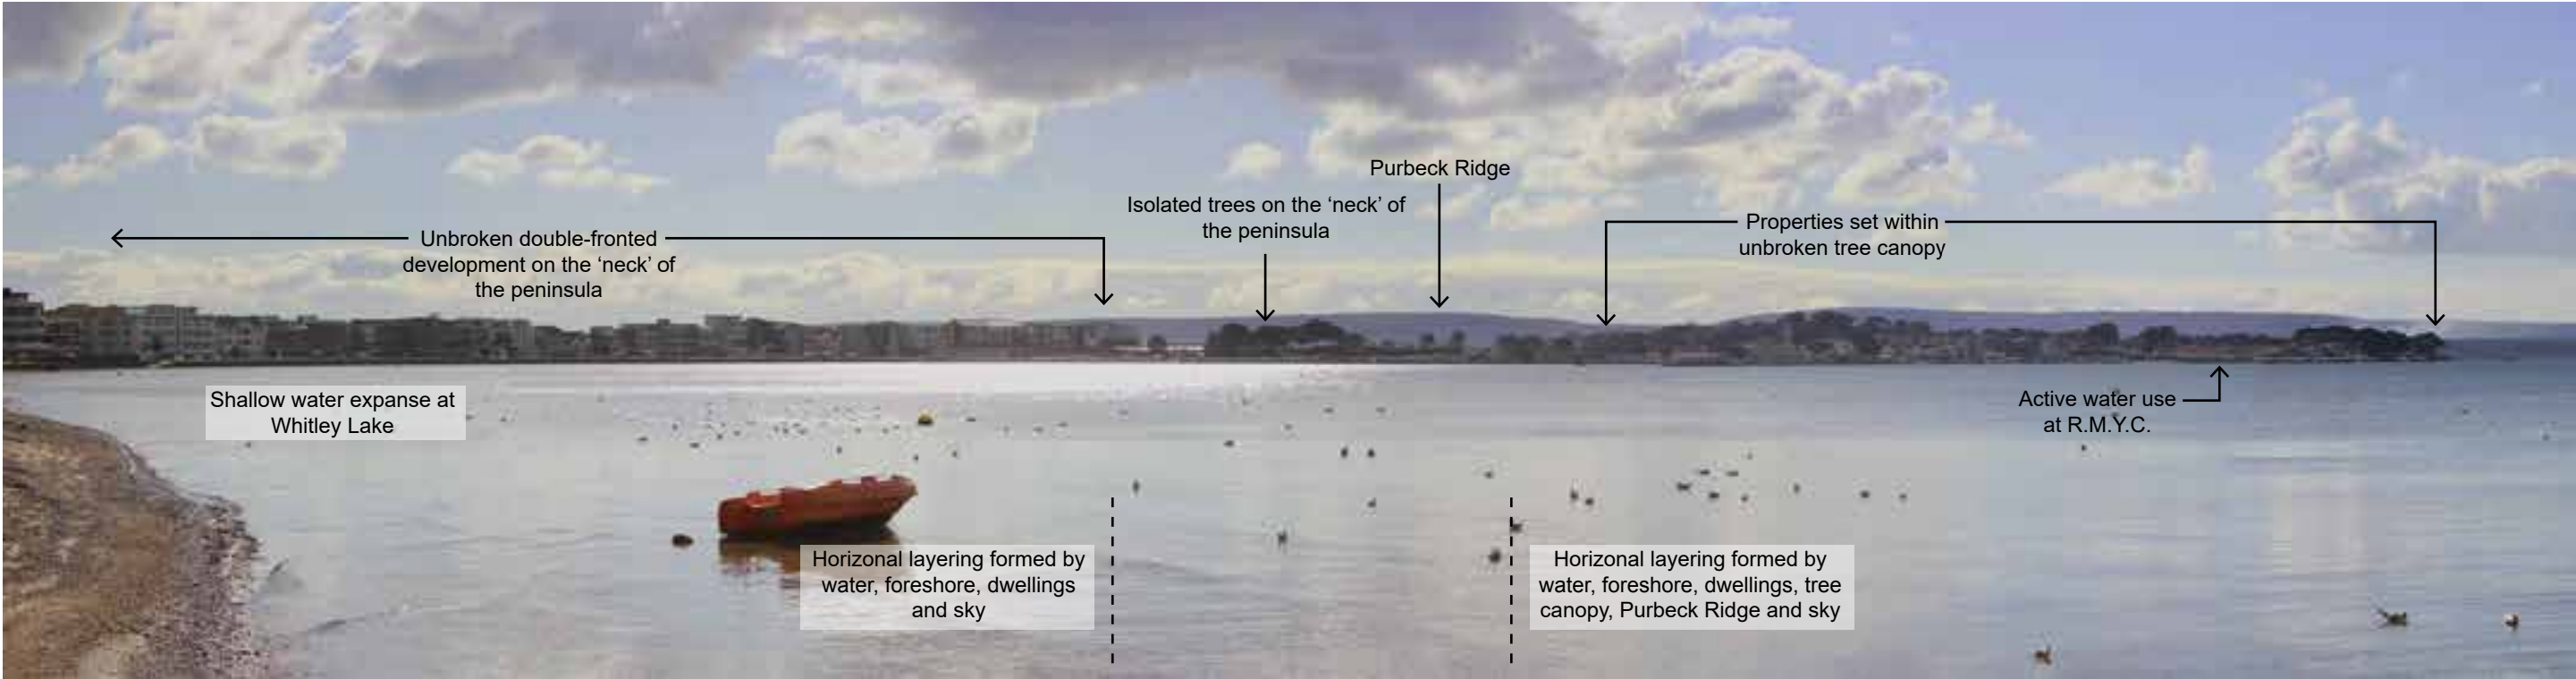 Purbeck Ridge
Isolated trees on the ‘neck’ of
the peninsula
Properties set within
unbroken tree canopy
Unbroken double-fronted
development on the ‘neck’ of
the peninsula
Shallow water expanse at
Whitley Lake
Active water use
at R.M.Y.C.
Horizonal layering formed by
water, foreshore, dwellings
and sky
Horizonal layering formed by
water, foreshore, dwellings, tree
canopy, Purbeck Ridge and sky